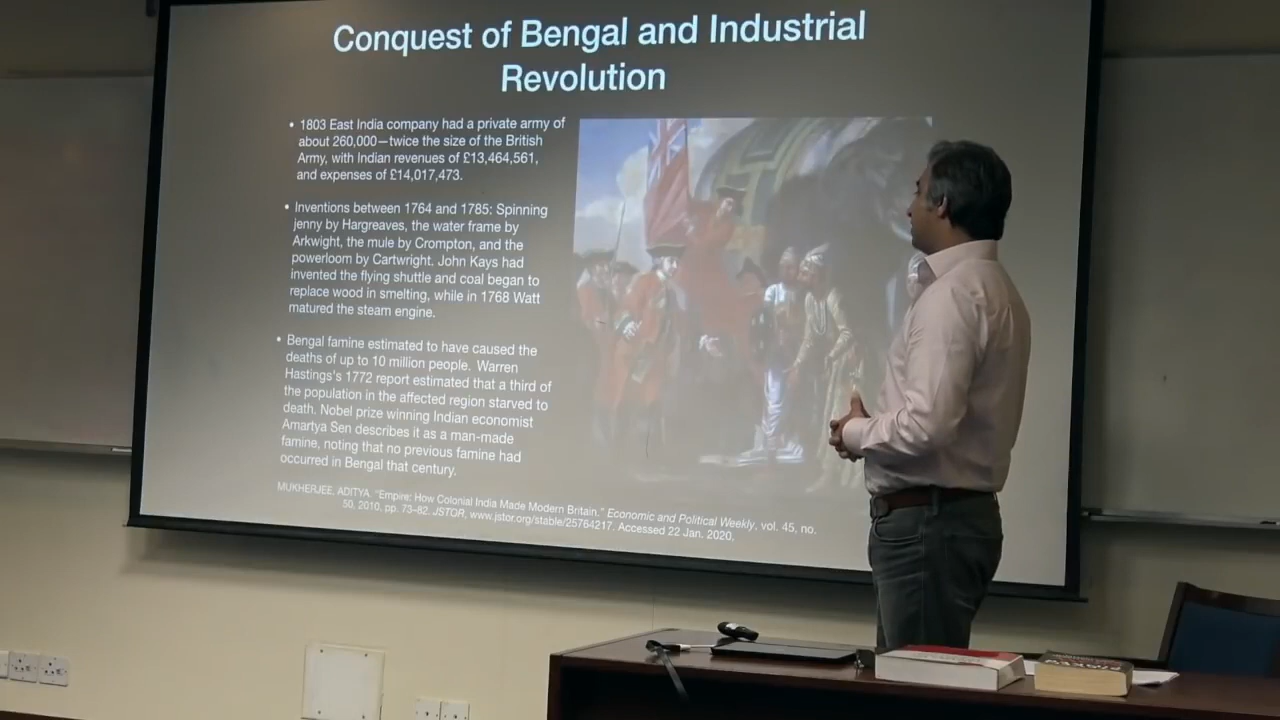 Conquest of Bengal and Industrial
Revolution
• 1803 East India company had a private army of
about 260,000—twice the size of the British
Army, with Indian revenues of £13,464,561,
and expenses of £14,017,473.
• Inventions between 1764 and 1785: Spinning
jenny by Hargreaves, the water frame by
Arkwright, the mule by Crompton, and the
powerloom by Cartwright. John Kays had
invented the flying shuttle and coal began to
replace wood in smelting, while in 1768 Watt
matured the steam engine.
• Bengal famine estimated to have caused the
deaths of up to 10 million people. Warren
Hastings's 1772 report estimated that a third of
the population in the affected region starved to
death. Nobel prize winning Indian economist
Amartya Sen describes it as a man-made
famine, noting that no previous famine had
occurred in Bengal that century.
MUKHERJEE, ADITYA. "Empire: How Colonial India Made Modern Britain." Economic and Political Weekly, vol. 45, no.
50, 2010, pp. 73–82. JSTOR, www.jstor.org/stable/25764217. Accessed 22 Jan. 2020.